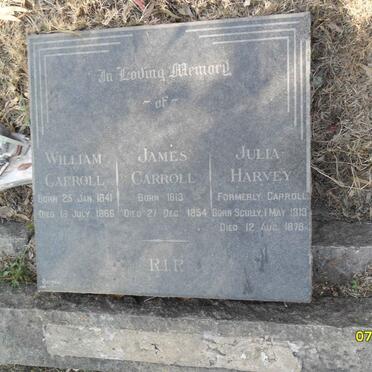 In Loving Memory
- of -
WILLIAM CARROLL
BORN 25 JAN. 1841
DIED 18 JULY, 1866
JAMES CARROLL
BORN 1813
DIED 27 DEC. 1854
JULIA HARVEY
FORMERLY CARROLL
BORN SCULLY, 1 MAY 1813
DIED 12 AUG. 1878
R.I.P.
07